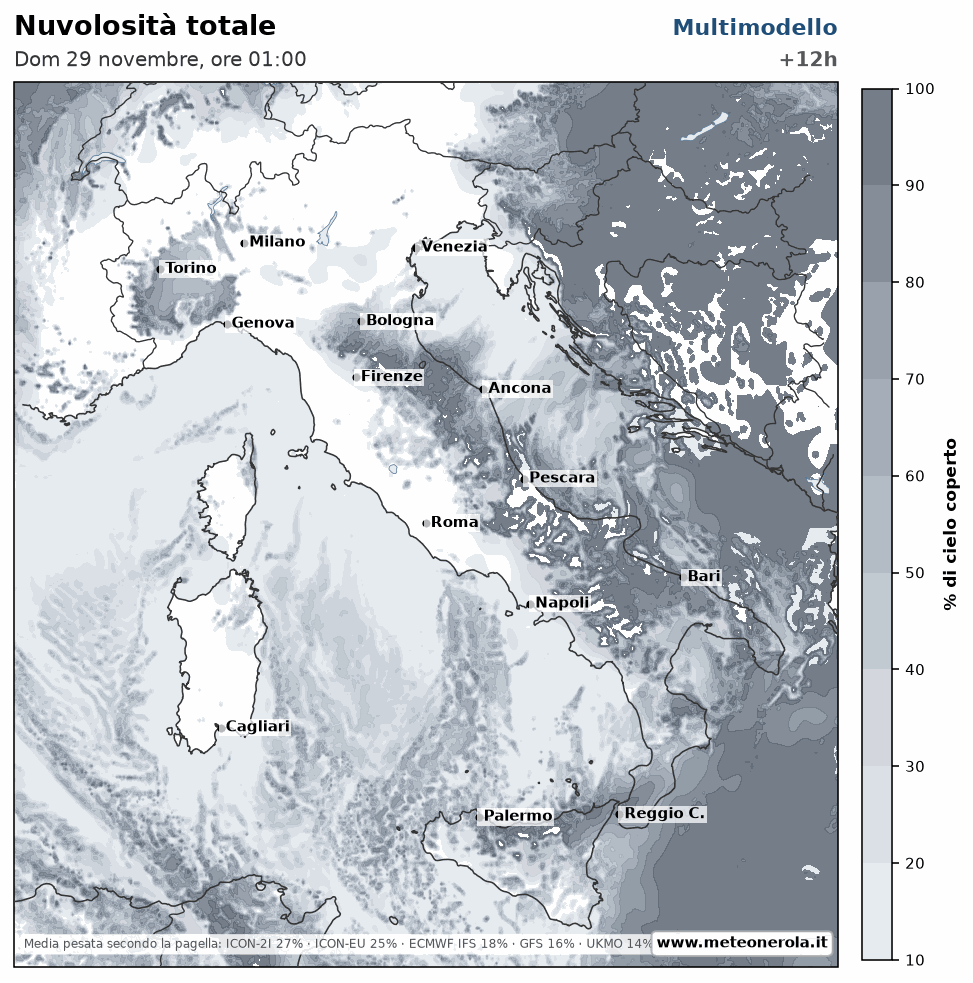 Nuvolosità totale
Multimodello
Dom 29 novembre, ore 01:00
+12h
100
90
80
70
60
50
40
30
20
10
% di cielo coperto
Milano
Venezia
Torino
Genova
Bologna
Firenze
Ancona
Pescara
Roma
Bari
Napoli
Cagliari
Palermo
Reggio C.
Media pesata secondo la pagella: ICON-2I 27% · ICON-EU 25% · ECMWF IFS 18% · GFS 16% · UKMO 14%
www.meteonerola.it